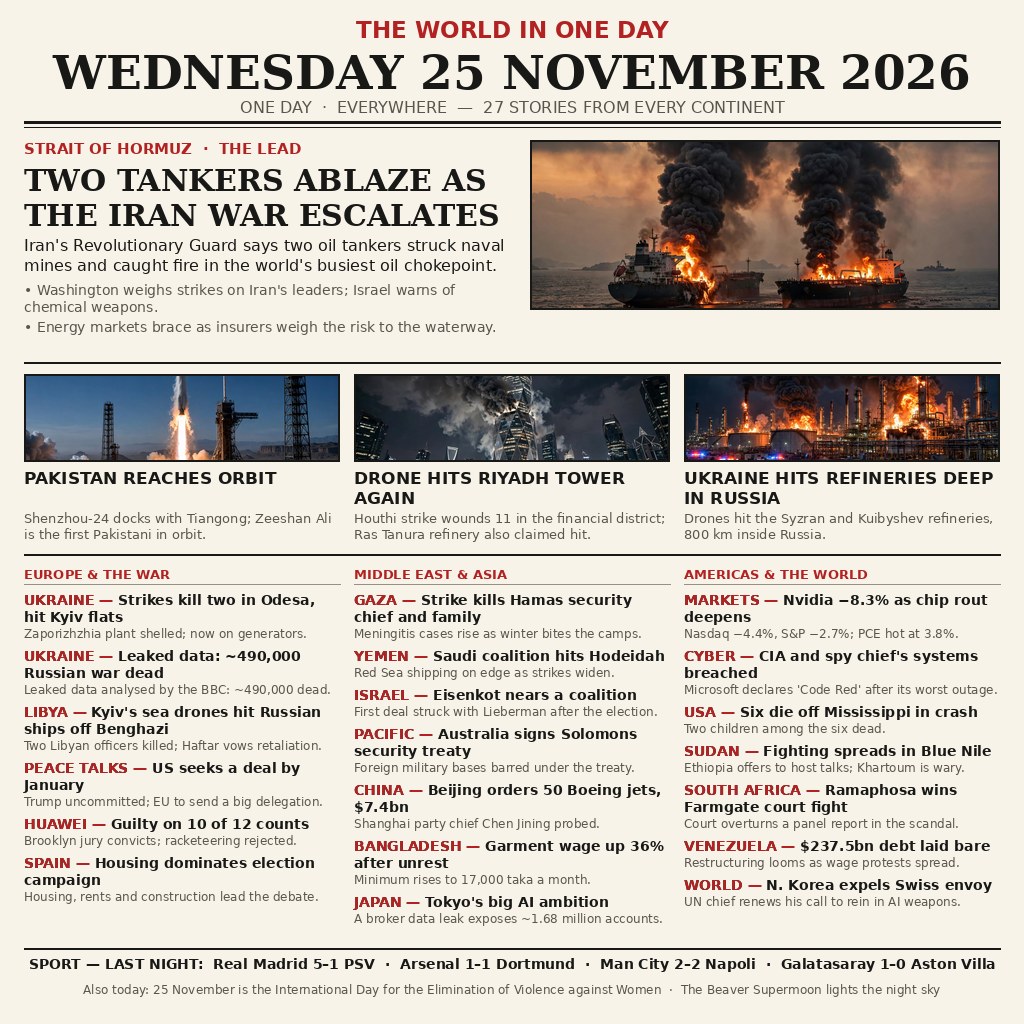 THE WORLD IN ONE DAY
WEDNESDAY 25 NOVEMBER 2026
ONE DAY · EVERYWHERE — 27 STORIES FROM EVERY CONTINENT
STRAIT OF HORMUZ · THE LEAD
TWO TANKERS ABLAZE AS
THE IRAN WAR ESCALATES
Iran's Revolutionary Guard says two oil tankers struck naval
mines and caught fire in the world's busiest oil chokepoint.
• Washington weighs strikes on Iran's leaders; Israel warns of
chemical weapons.
• Energy markets brace as insurers weigh the risk to the waterway.
PAKISTAN REACHES ORBIT
Shenzhou-24 docks with Tiangong; Zeeshan Ali
is the first Pakistani in orbit.
DRONE HITS RIYADH TOWER
AGAIN
Houthi strike wounds 11 in the financial district;
Ras Tanura refinery also claimed hit.
UKRAINE HITS REFINERIES DEEP
IN RUSSIA
Drones hit the Syzran and Kuibyshev refineries,
800 km inside Russia.
EUROPE & THE WAR
UKRAINE — Strikes kill two in Odesa,
hit Kyiv flats
Zaporizhzhia plant shelled; now on generators.
UKRAINE — Leaked data: ~490,000
Russian war dead
Leaked data analysed by the BBC: ~490,000 dead.
LIBYA — Kyiv's sea drones hit Russian
ships off Benghazi
Two Libyan officers killed; Haftar vows retaliation.
PEACE TALKS — US seeks a deal by
January
Trump uncommitted; EU to send a big delegation.
HUAWEI — Guilty on 10 of 12 counts
Brooklyn jury convicts; racketeering rejected.
SPAIN — Housing dominates election
campaign
Housing, rents and construction lead the debate.
MIDDLE EAST & ASIA
GAZA — Strike kills Hamas security
chief and family
Meningitis cases rise as winter bites the camps.
YEMEN — Saudi coalition hits Hodeidah
Red Sea shipping on edge as strikes widen.
ISRAEL — Eisenkot nears a coalition
First deal struck with Lieberman after the election.
PACIFIC — Australia signs Solomons
security treaty
Foreign military bases barred under the treaty.
CHINA — Beijing orders 50 Boeing jets,
$7.4bn
Shanghai party chief Chen Jining probed.
BANGLADESH — Garment wage up 36%
after unrest
Minimum rises to 17,000 taka a month.
JAPAN — Tokyo's big AI ambition
A broker data leak exposes ~1.68 million accounts.
AMERICAS & THE WORLD
MARKETS — Nvidia −8.3% as chip rout
deepens
Nasdaq −4.4%, S&P −2.7%; PCE hot at 3.8%.
CYBER — CIA and spy chief's systems
breached
Microsoft declares 'Code Red' after its worst outage.
USA — Six die off Mississippi in crash
Two children among the six dead.
SUDAN — Fighting spreads in Blue Nile
Ethiopia offers to host talks; Khartoum is wary.
SOUTH AFRICA — Ramaphosa wins
Farmgate court fight
Court overturns a panel report in the scandal.
VENEZUELA — $237.5bn debt laid bare
Restructuring looms as wage protests spread.
WORLD — N. Korea expels Swiss envoy
UN chief renews his call to rein in AI weapons.
SPORT — LAST NIGHT: Real Madrid 5–1 PSV · Arsenal 1–1 Dortmund · Man City 2–2 Napoli · Galatasaray 1–0 Aston Villa
Also today: 25 November is the International Day for the Elimination of Violence against Women · The Beaver Supermoon lights the night sky